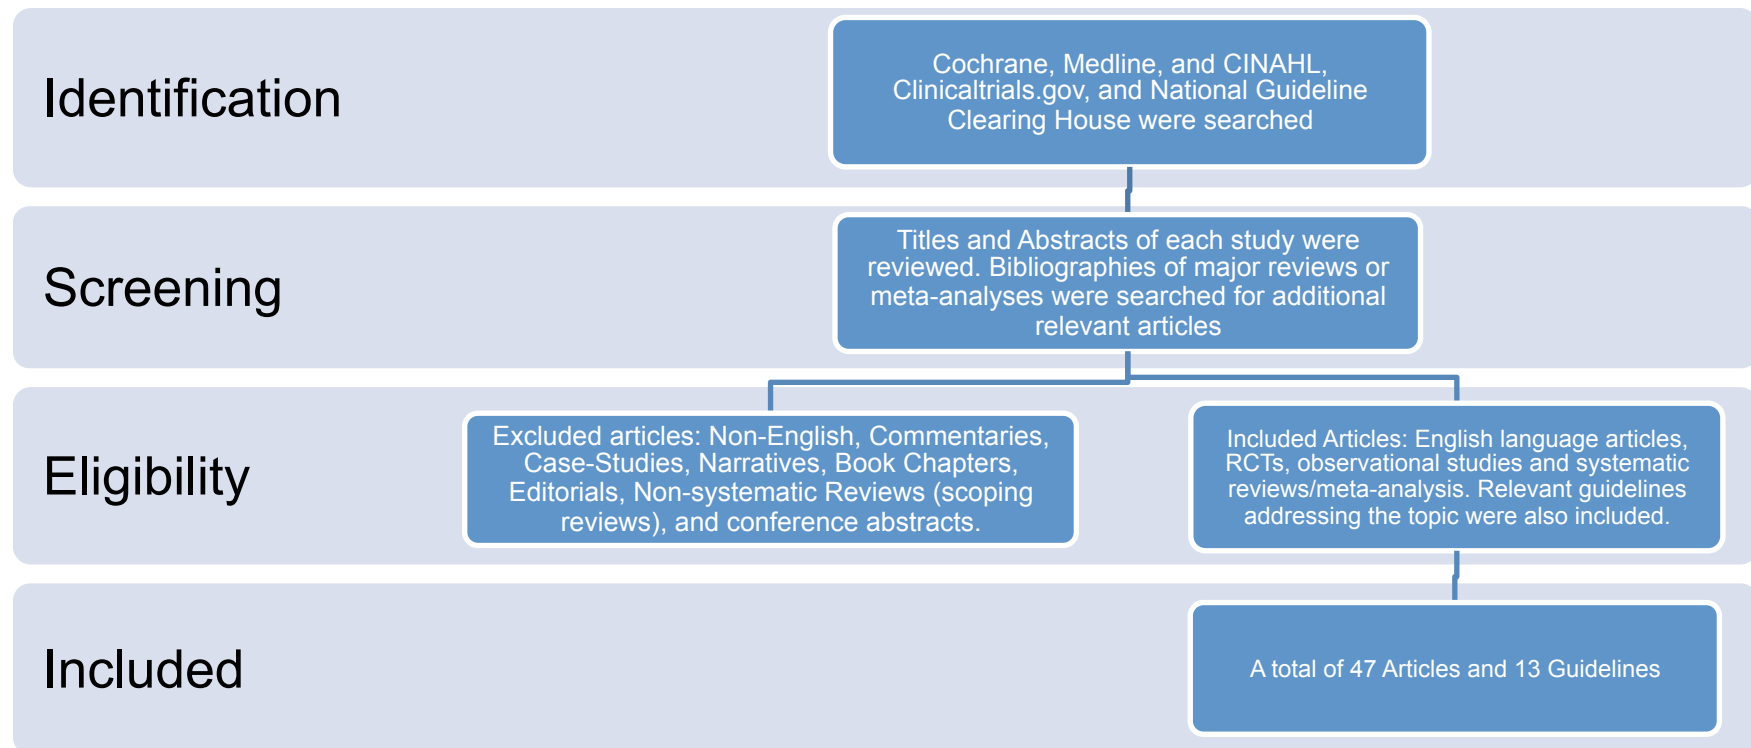 Identification
Cochrane, Medline, and CINAHL,
Clinicaltrials.gov, and National Guideline
Clearing House were searched
Screening
Titles and Abstracts of each study were
reviewed. Bibliographies of major reviews or
meta-analyses were searched for additional
relevant articles
Eligibility
Excluded articles: Non-English, Commentaries,
Case-Studies, Narratives, Book Chapters,
Editorials, Non-systematic Reviews (scoping
reviews), and conference abstracts.
Included Articles: English language articles,
RCTs, observational studies and systematic
reviews/meta-analysis. Relevant guidelines
addressing the topic were also included.
Included
A total of 47 Articles and 13 Guidelines